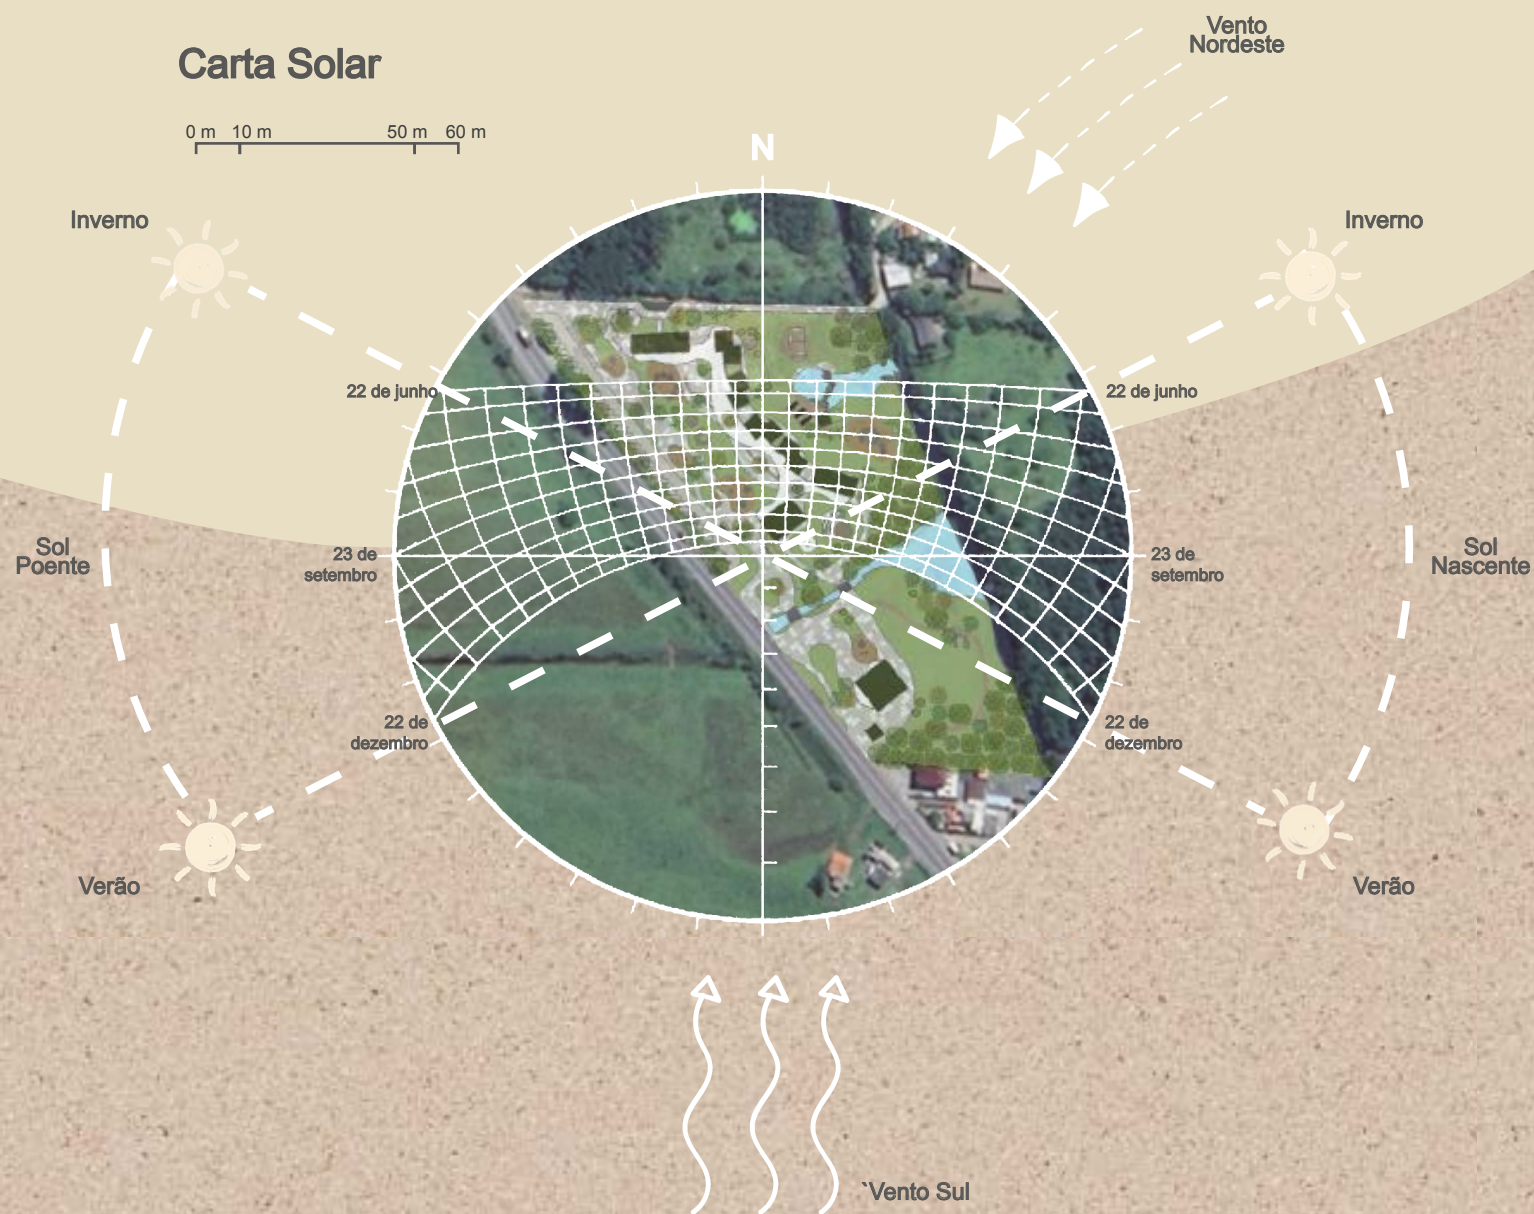 Vento
Nordeste
Carta Solar
0 m 10 m 50 m 60 m
N
Inverno
Inverno
22 de junho
22 de junho
Sol
Poente
23 de
setembro
23 de
setembro
Sol
Nascente
22 de
dezembro
22 de
dezembro
Verão
Verão
`Vento Sul